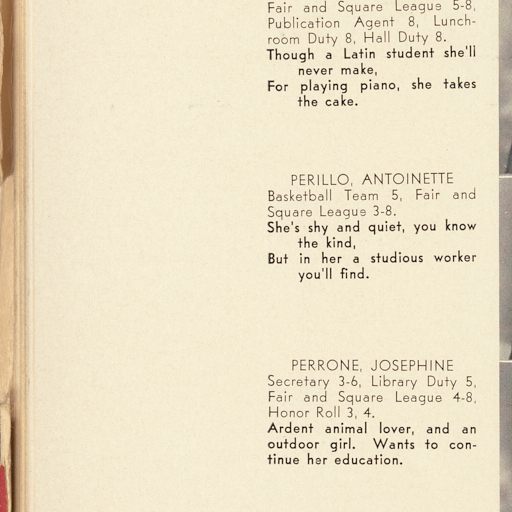 Fair and Square League 5-8,
Publication Agent 8, Lunch-
room Duty 8, Hall Duty 8.
Though a Latin student she'll
never make,
For playing piano, she takes
the cake.
PERILLO, ANTOINETTE
Basketball Team 5, Fair and
Square League 3-8.
She's shy and quiet, you know
the kind,
But in her a studious worker
you'll find.
PERRONE, JOSEPHINE
Secretary 3-6, Library Duty 5,
Fair and Square League 4-8,
Honor Roll 3, 4.
Ardent animal lover, and an
outdoor girl. Wants to con-
tinue her education.